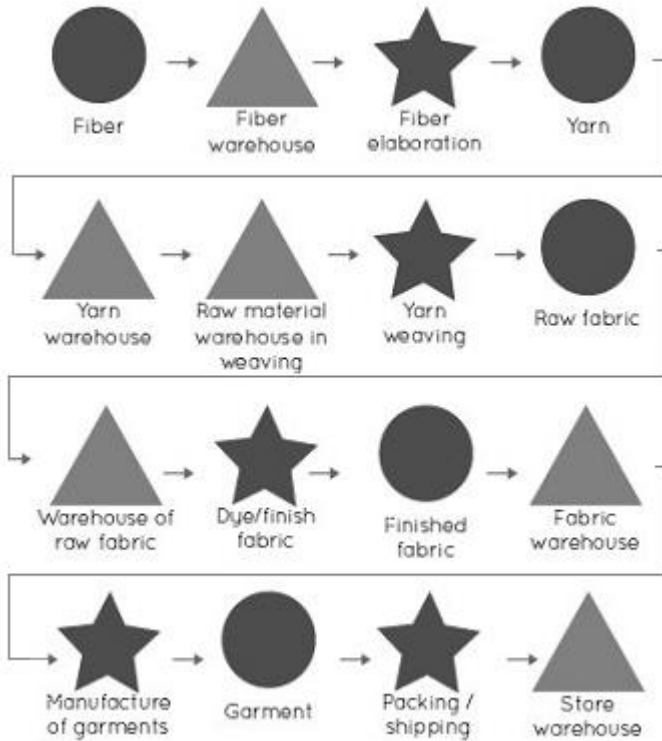 Fiber
Fiber
warehouse
Fiber
elaboration
Yarn
Yarn
warehouse
Raw material
warehouse in
weaving
Yarn
weaving
Raw fabric
Warehouse of
raw fabric
Dye/finish
fabric
Finished
fabric
Fabric
warehouse
Manufacture
of garments
Garment
Packing /
shipping
Store
warehouse